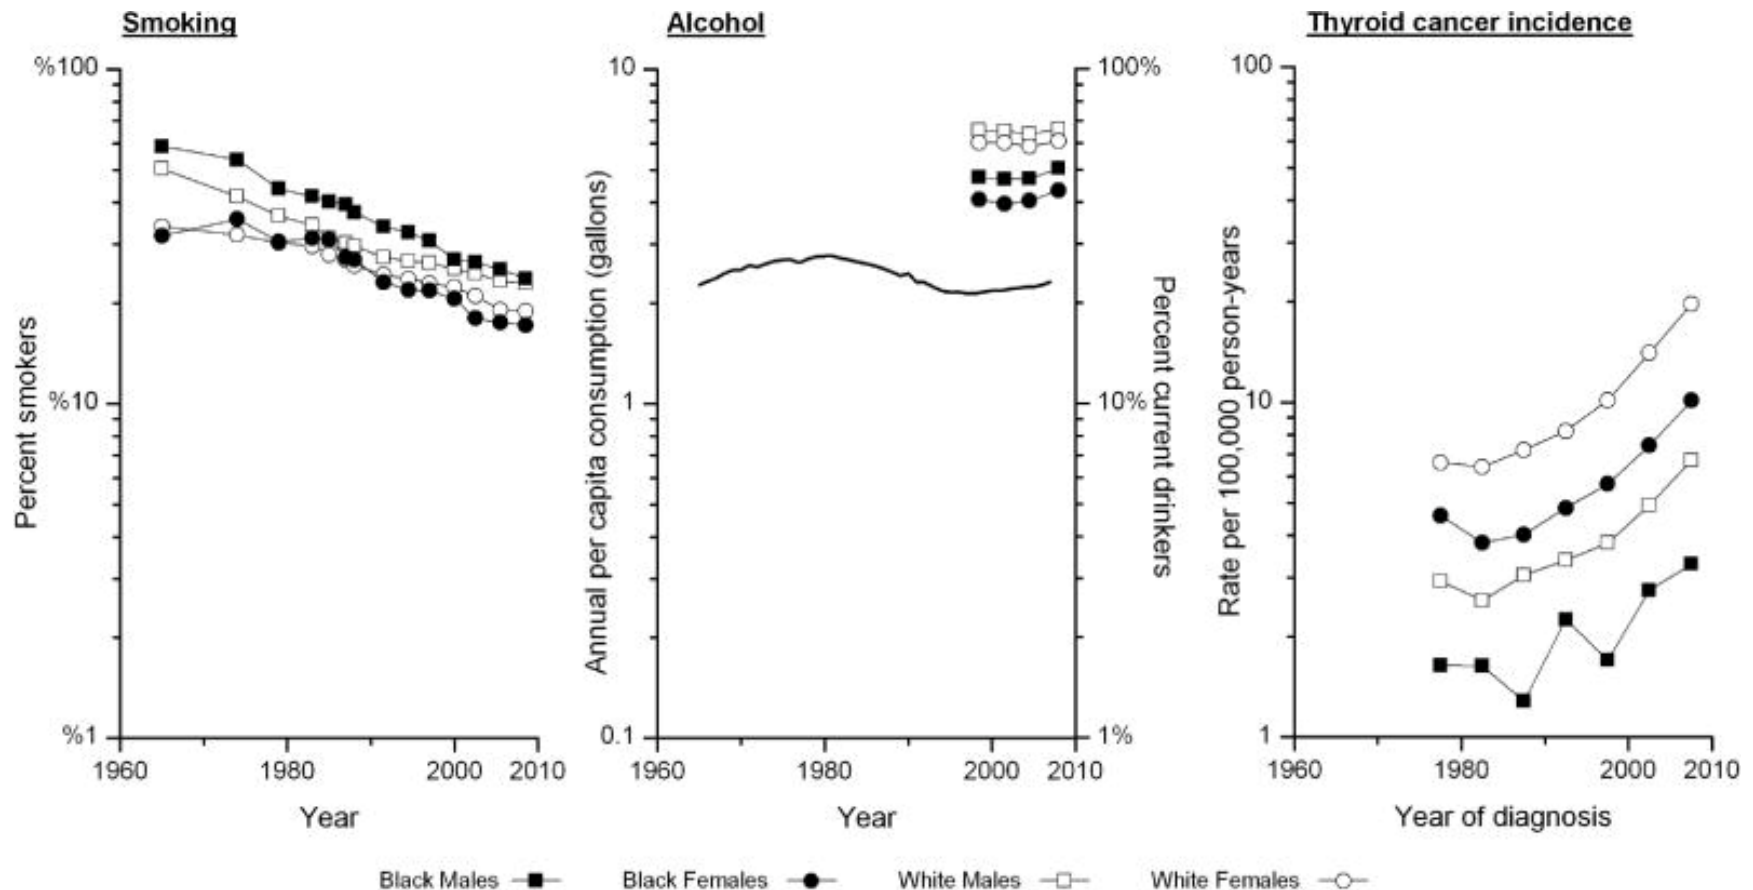 Smoking
Alcohol
Thyroid cancer incidence
%100
%10
%1
Percent smokers
1960
1980
2000
2010
Year
10
1
0.1
Annual per capita consumption (gallons)
100%
10%
1%
Percent current drinkers
1960
1980
2000
2010
Year
100
10
1
Rate per 100,000 person-years
1960
1980
2000
2010
Year of diagnosis
Black Males
Black Females
White Males
White Females